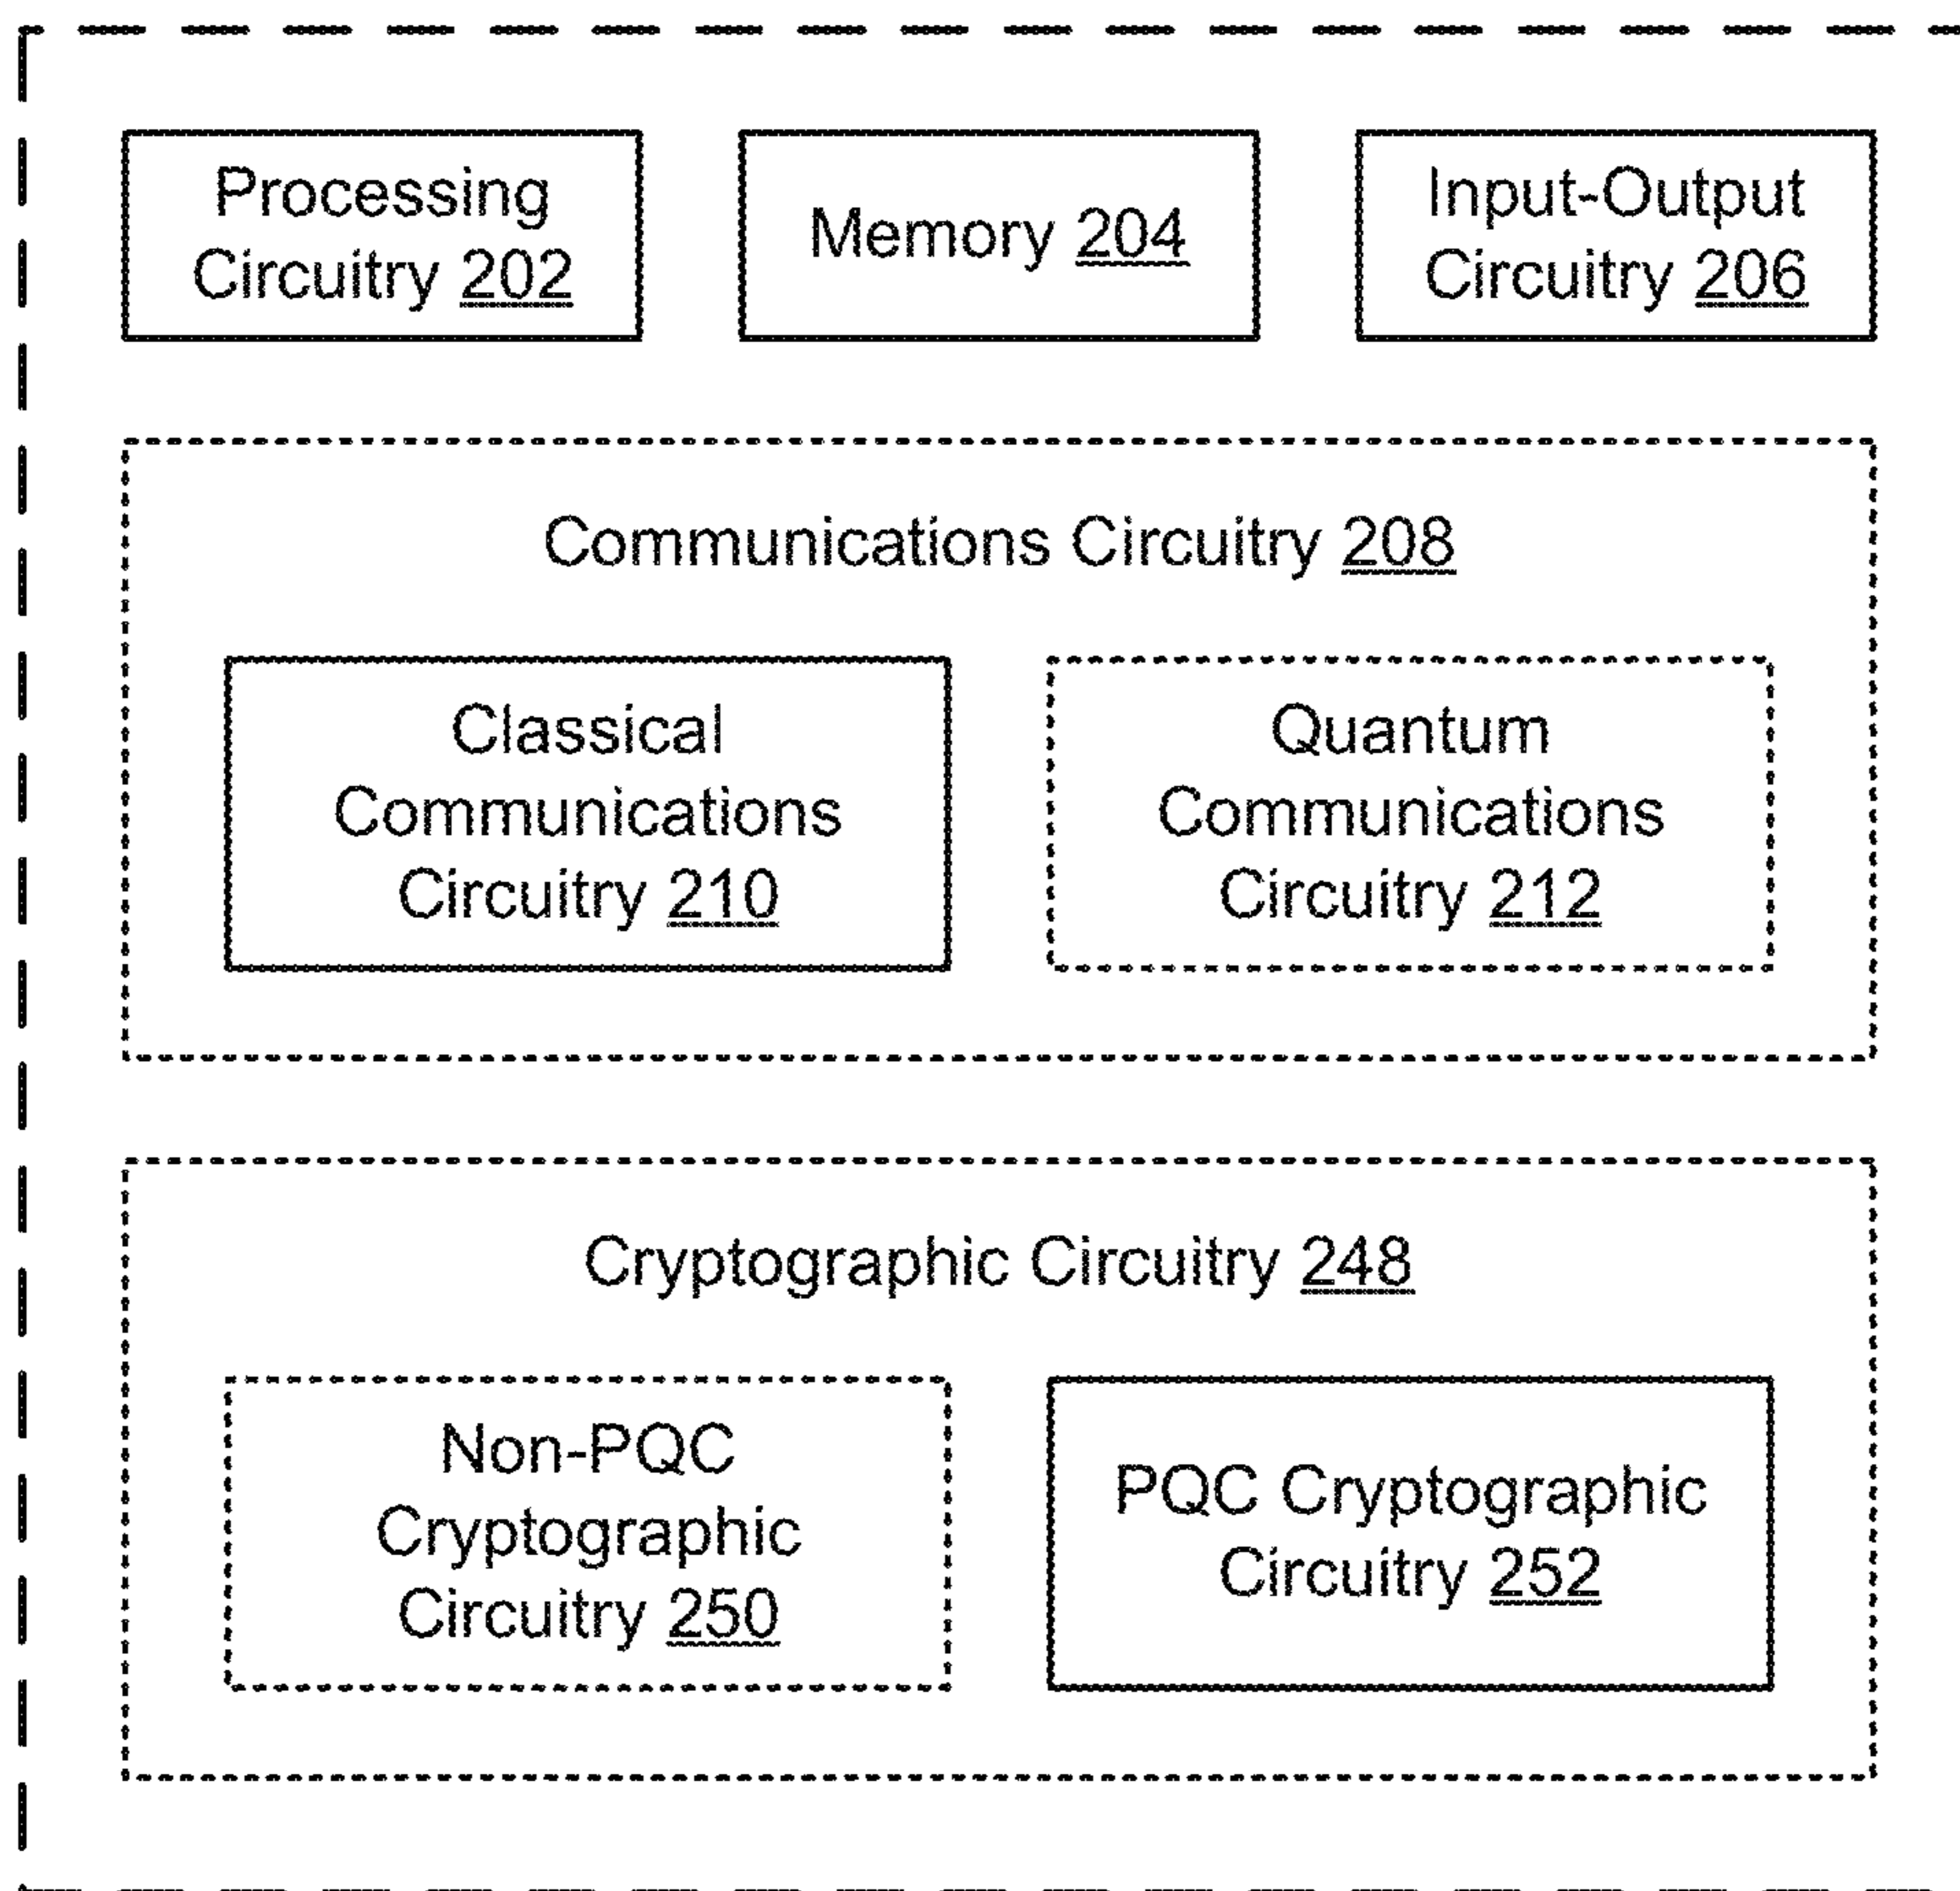 Processing
Circuitry 202
Memory 204
Input-Output
Circuitry 206
Communications Circuitry 208
Classical
Communications
Circuitry 210
Quantum
Communications
Circuitry 212
Cryptographic Circuitry 248
Non-PQC
Cryptographic
Circuitry 250
PQC Cryptographic
Circuitry 252